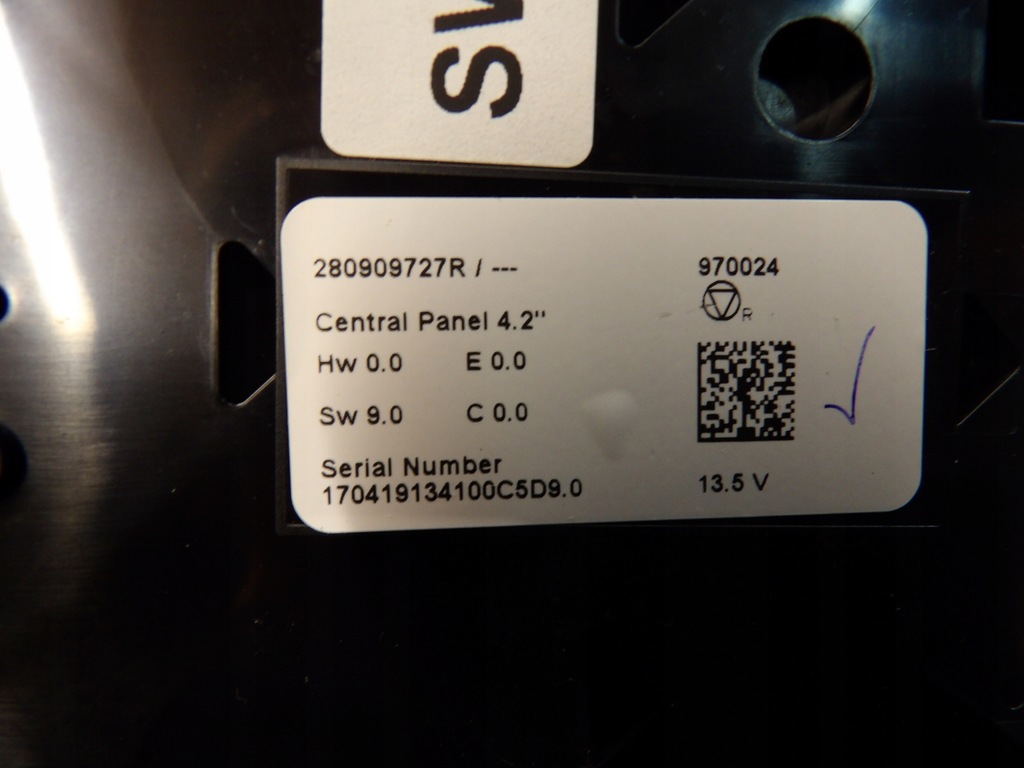 SW
280909727R / ---
970024
R
Central Panel 4.2"
Hw 0.0 E 0.0
Sw 9.0 C 0.0
Serial Number
170419134100C5D9.0
13.5 V